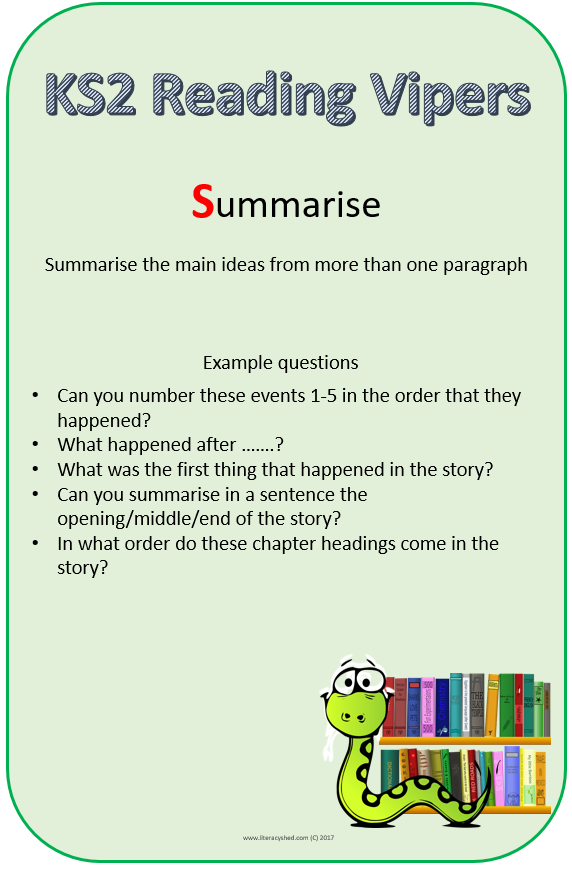 KS2 Reading Vipers
Summarise
Summarise the main ideas from more than one paragraph
Example questions
• Can you number these events 1-5 in the order that they
happened?
• What happened after …....?
• What was the first thing that happened in the story?
• Can you summarise in a sentence the
opening/middle/end of the story?
• In what order do these chapter headings come in the
story?
www.literacyshed.com (C) 2017